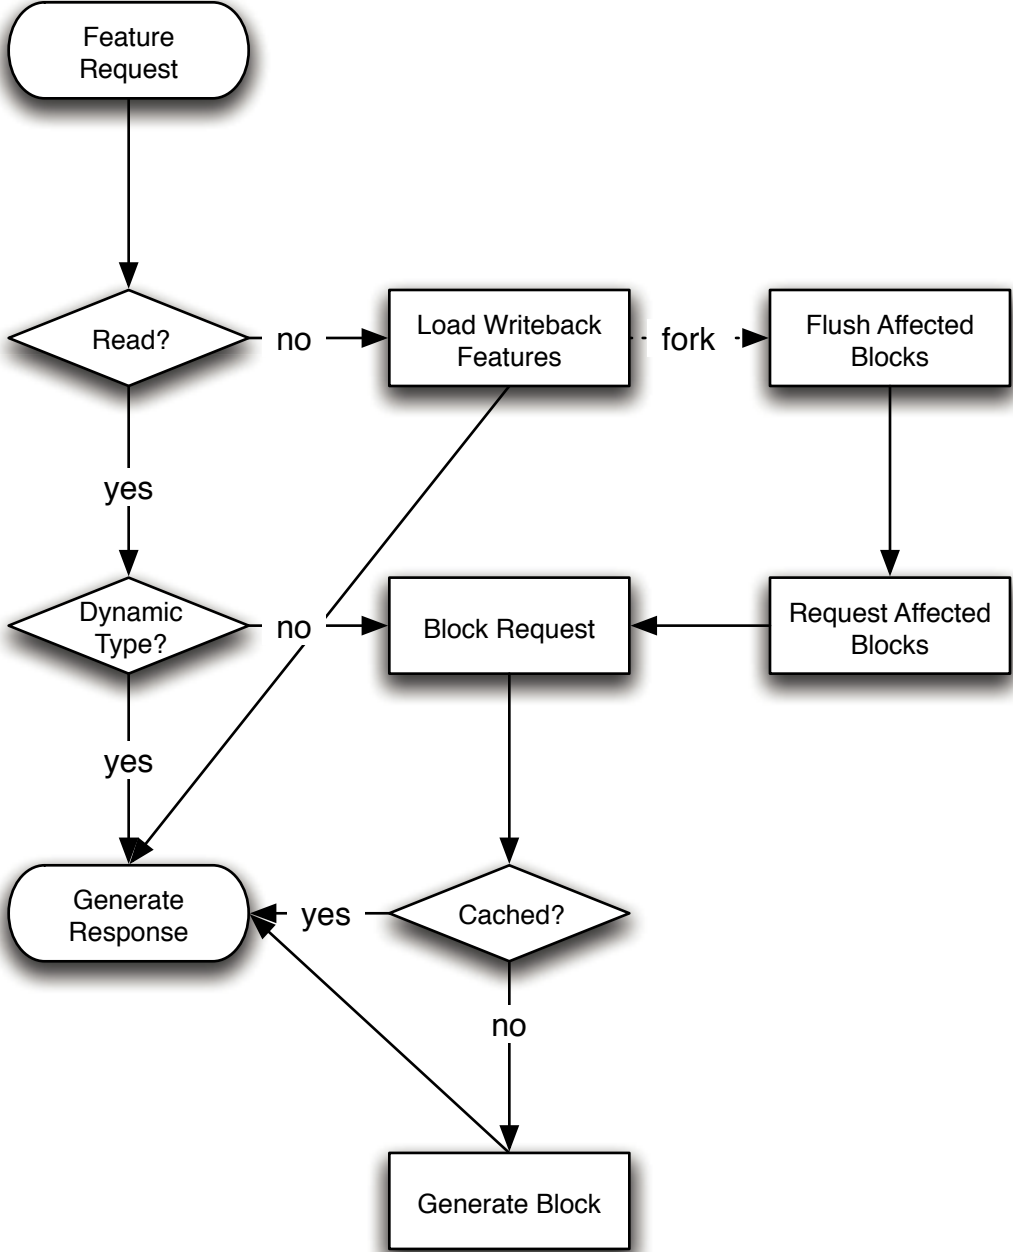 Feature
Request
Read?
no
Load Writeback
Features
fork
Flush Affected
Blocks
yes
Dynamic
Type?
no
Block Request
Request Affected
Blocks
yes
Generate
Response
yes
Cached?
no
Generate Block